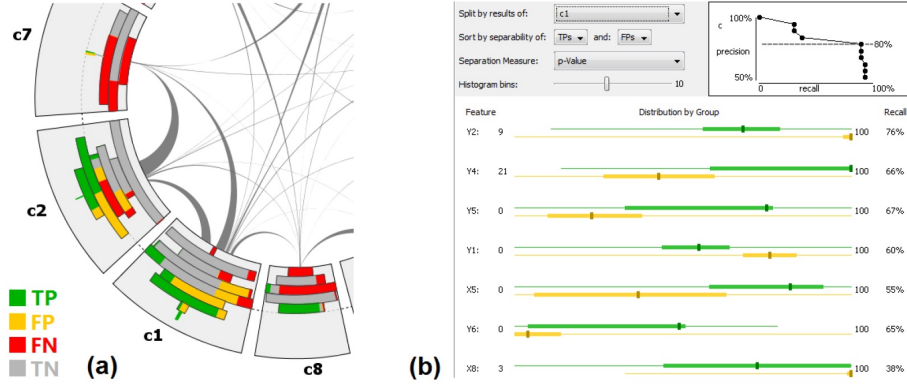 c7
c2
c1
c8
TP
FP
FN
TN
(a)
(b)
Split by results of: c1
Sort by separability of: TPs and: FPs
Separation Measure: p-Value
Histogram bins: 10
c 100%
precision 80%
50%
0 recall 100%
Feature Distribution by Group Recall
Y2: 9 100 76%
Y4: 21 100 66%
Y5: 0 100 67%
Y1: 0 100 60%
X5: 0 100 55%
Y6: 0 100 65%
X8: 3 100 38%